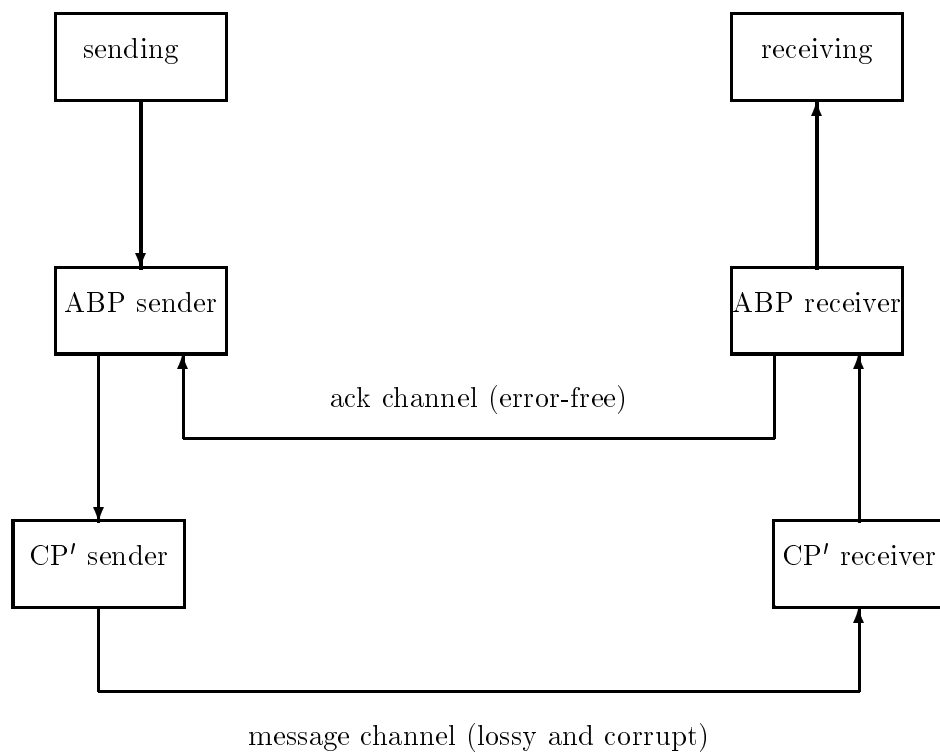 sending
receiving
ABP sender
ABP receiver
ack channel (error-free)
CP′ sender
CP′ receiver
message channel (lossy and corrupt)